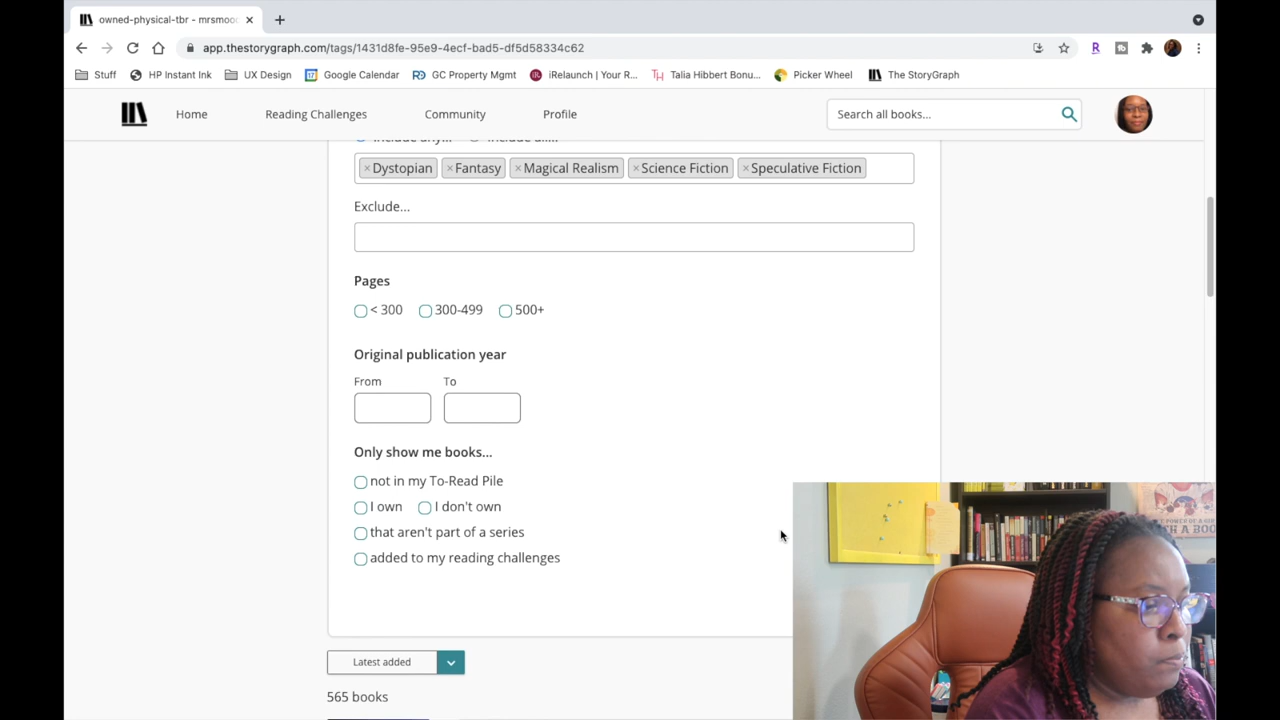 owned-physical-tbr - mrsmoo
app.thestorygraph.com/tags/1431d8fe-95e9-4ecf-bad5-df5d58334c62
Stuff HP Instant Ink UX Design Google Calendar GC Property Mgmt iRelaunch | Your R... Talia Hibbert Bonu... Picker Wheel The StoryGraph
Home Reading Challenges Community Profile Search all books...
× Dystopian × Fantasy × Magical Realism × Science Fiction × Speculative Fiction
Exclude...
Pages
< 300 300-499 500+
Original publication year
From To
Only show me books...
not in my To-Read Pile
I own I don't own
that aren't part of a series
added to my reading challenges
Latest added
565 books